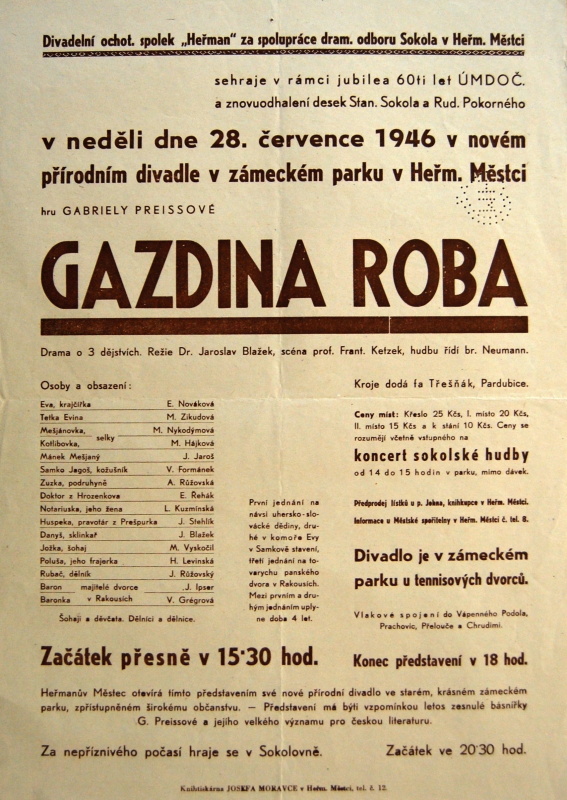 Divadelní ochot. spolek „Heřman" za spolupráce dram. odboru Sokola v Heřm. Městci
sehraje v rámci jubilea 60ti let ÚMDOČ.
a znovuodhalení desek Stan. Sokola a Rud. Pokorného
v neděli dne 28. července 1946 v novém
přírodním divadle v zámeckém parku v Heřm. Městci
hru GABRIELY PREISSOVÉ
GAZDINA ROBA
Drama o 3 dějstvích. Režie Dr. Jaroslav Blažek, scéna prof. Frant. Ketzek, hudbu řídí br. Neumann.
Osoby a obsazení:
Eva, krajčířka E. Nováková
Tetka Evina M. Zikudová
Mešjánovka, M. Nykodýmová
selky
Kotlibovka, M. Hájková
Mánek Mešjaný J. Jaroš
Samko Jagoš, kožušník V. Formánek
Zuzka, podruhyně A. Růžovská
Doktor z Hrozenkova E. Řehák
Notariuska, jeho žena L. Kuzmínská
Huspeka, pravotár z Prešpurka J. Stehlík
Danyš, sklinkař J. Blažek
Jožka, šohaj M. Vyskočil
Poluša, jeho frajerka H. Levinská
Rubač, dělník J. Růžovský
Baron majitelé dvorce J. Ipser
Baronka v Rakousích V. Grégrová
Šohaji a děvčata. Dělníci a dělnice.
První jednání na
návsi uhersko-slo-
vácké dědiny, dru-
hé v komoře Evy
v Samkově stavení,
třetí jednání na to-
varychu panského
dvora v Rakousích.
Mezi prvním a dru-
hým jednáním uply-
ne doba 4 let.
Kroje dodá fa Třešňák, Pardubice.
Ceny míst: Křeslo 25 Kčs, I. místo 20 Kčs,
II. místo 15 Kčs a k stání 10 Kčs. Ceny se
rozumějí včetně vstupného na
koncert sokolské hudby
od 14 do 15 hodin v parku, mimo dávek.
Předprodej lístků u p. Jehna, knihkupce v Heřm. Městci.
Informace u Městské spořitelny v Heřm. Městci č. tel. 8.
Divadlo je v zámeckém
parku u tennisových dvorců.
Vlakové spojení do Vápenného Podola,
Prachovic, Přelouče a Chrudimi.
Začátek přesně v 15·30 hod.
Konec představení v 18 hod.
Heřmanův Městec otevírá tímto představením své nové přírodní divadlo ve starém, krásném zámeckém
parku, zpřístupněném širokému občanstvu. — Představení má býti vzpomínkou letos zesnulé básnířky
G. Preissové a jejího velkého významu pro českou literaturu.
Za nepříznivého počasí hraje se v Sokolovně.
Začátek ve 20·30 hod.
Knihtiskárna JOSEFA MORAVCE v Heřm. Městci, tel. č. 12.